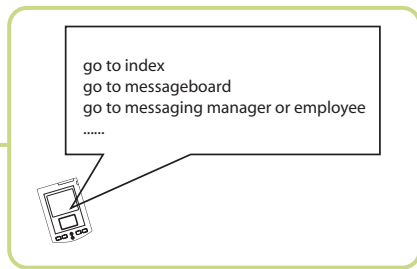 go to index
go to messageboard
go to messaging manager or employee
......